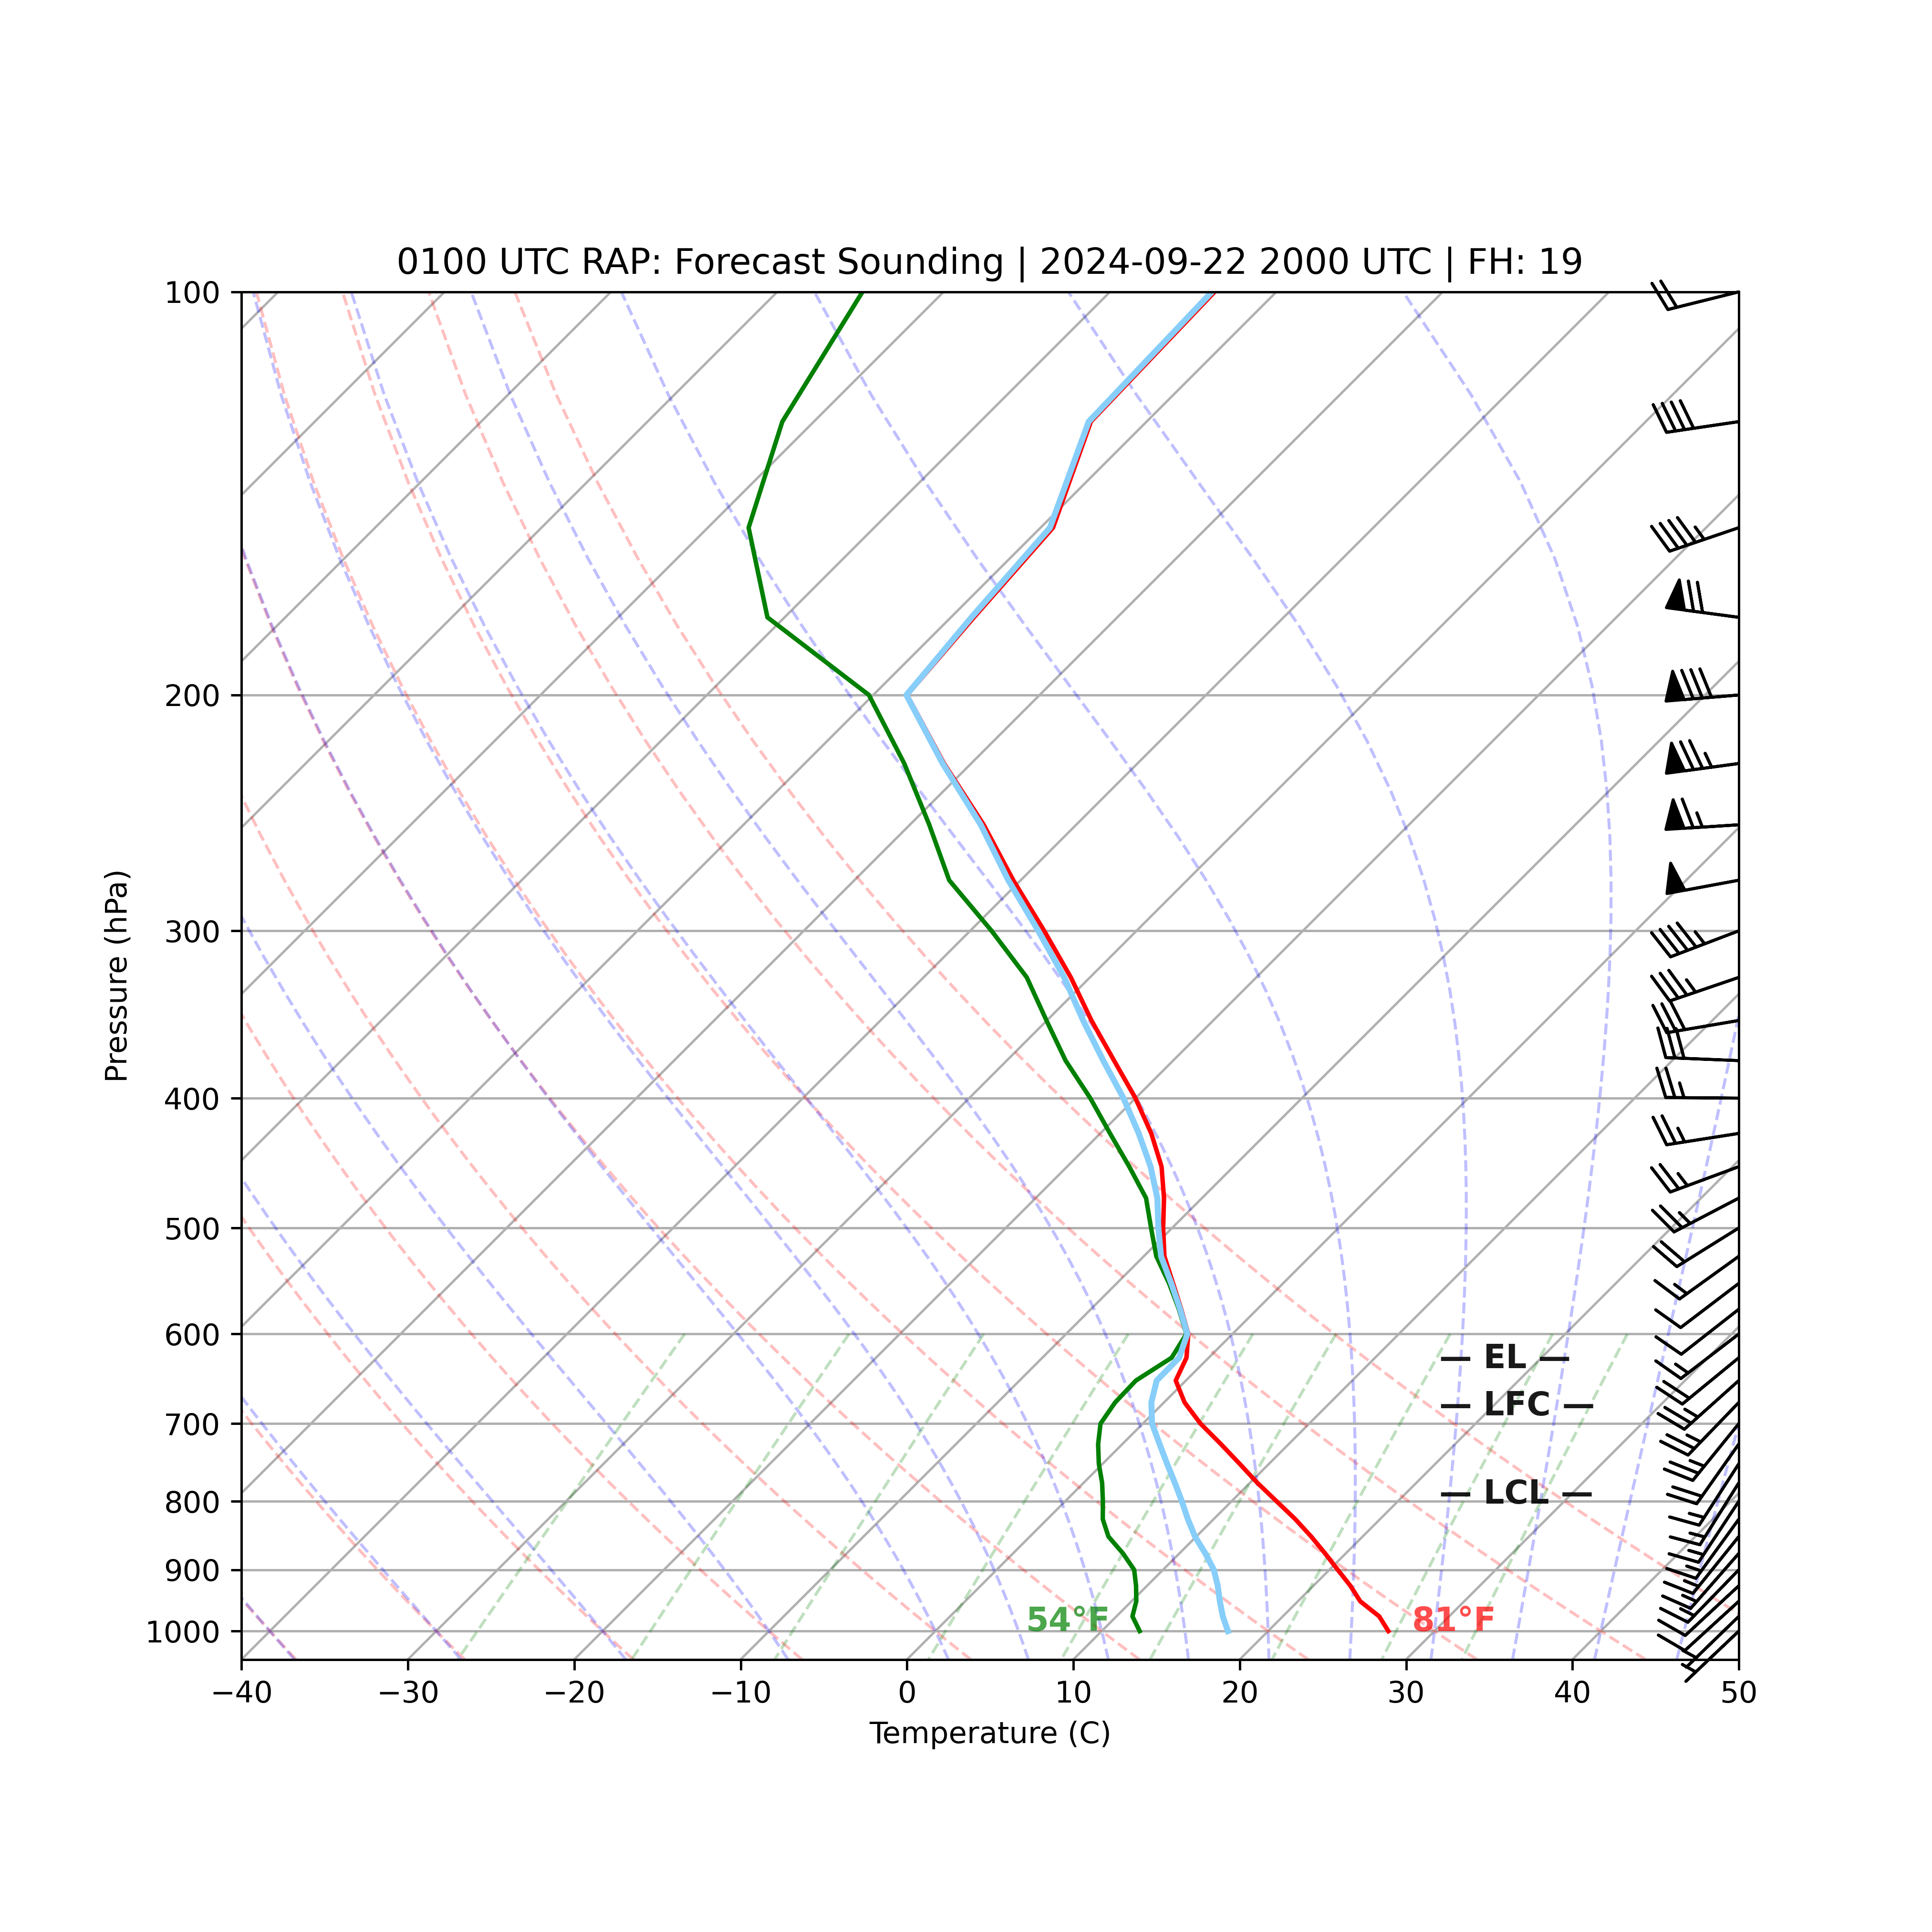 0100 UTC RAP: Forecast Sounding | 2024-09-22 2000 UTC | FH: 19
100
200
300
400
500
600
700
800
900
1000
Pressure (hPa)
— EL —
— LFC —
— LCL —
54°F
81°F
−40 −30 −20 −10 0 10 20 30 40 50
Temperature (C)